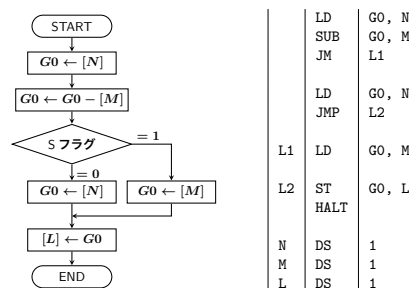 START
G0 ← [N]
G0 ← G0 − [M]
S フラグ
= 1
= 0
G0 ← [N]
G0 ← [M]
[L] ← G0
END
LD G0, N
SUB G0, M
JM L1
LD G0, N
JMP L2
L1 LD G0, M
L2 ST G0, L
HALT
N DS 1
M DS 1
L DS 1